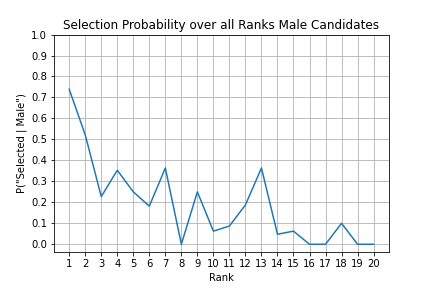 Selection Probability over all Ranks Male Candidates
1.0
0.9
0.8
0.7
0.6
0.5
0.4
0.3
0.2
0.1
0.0
P("Selected | Male")
1 2 3 4 5 6 7 8 9 10 11 12 13 14 15 16 17 18 19 20
Rank